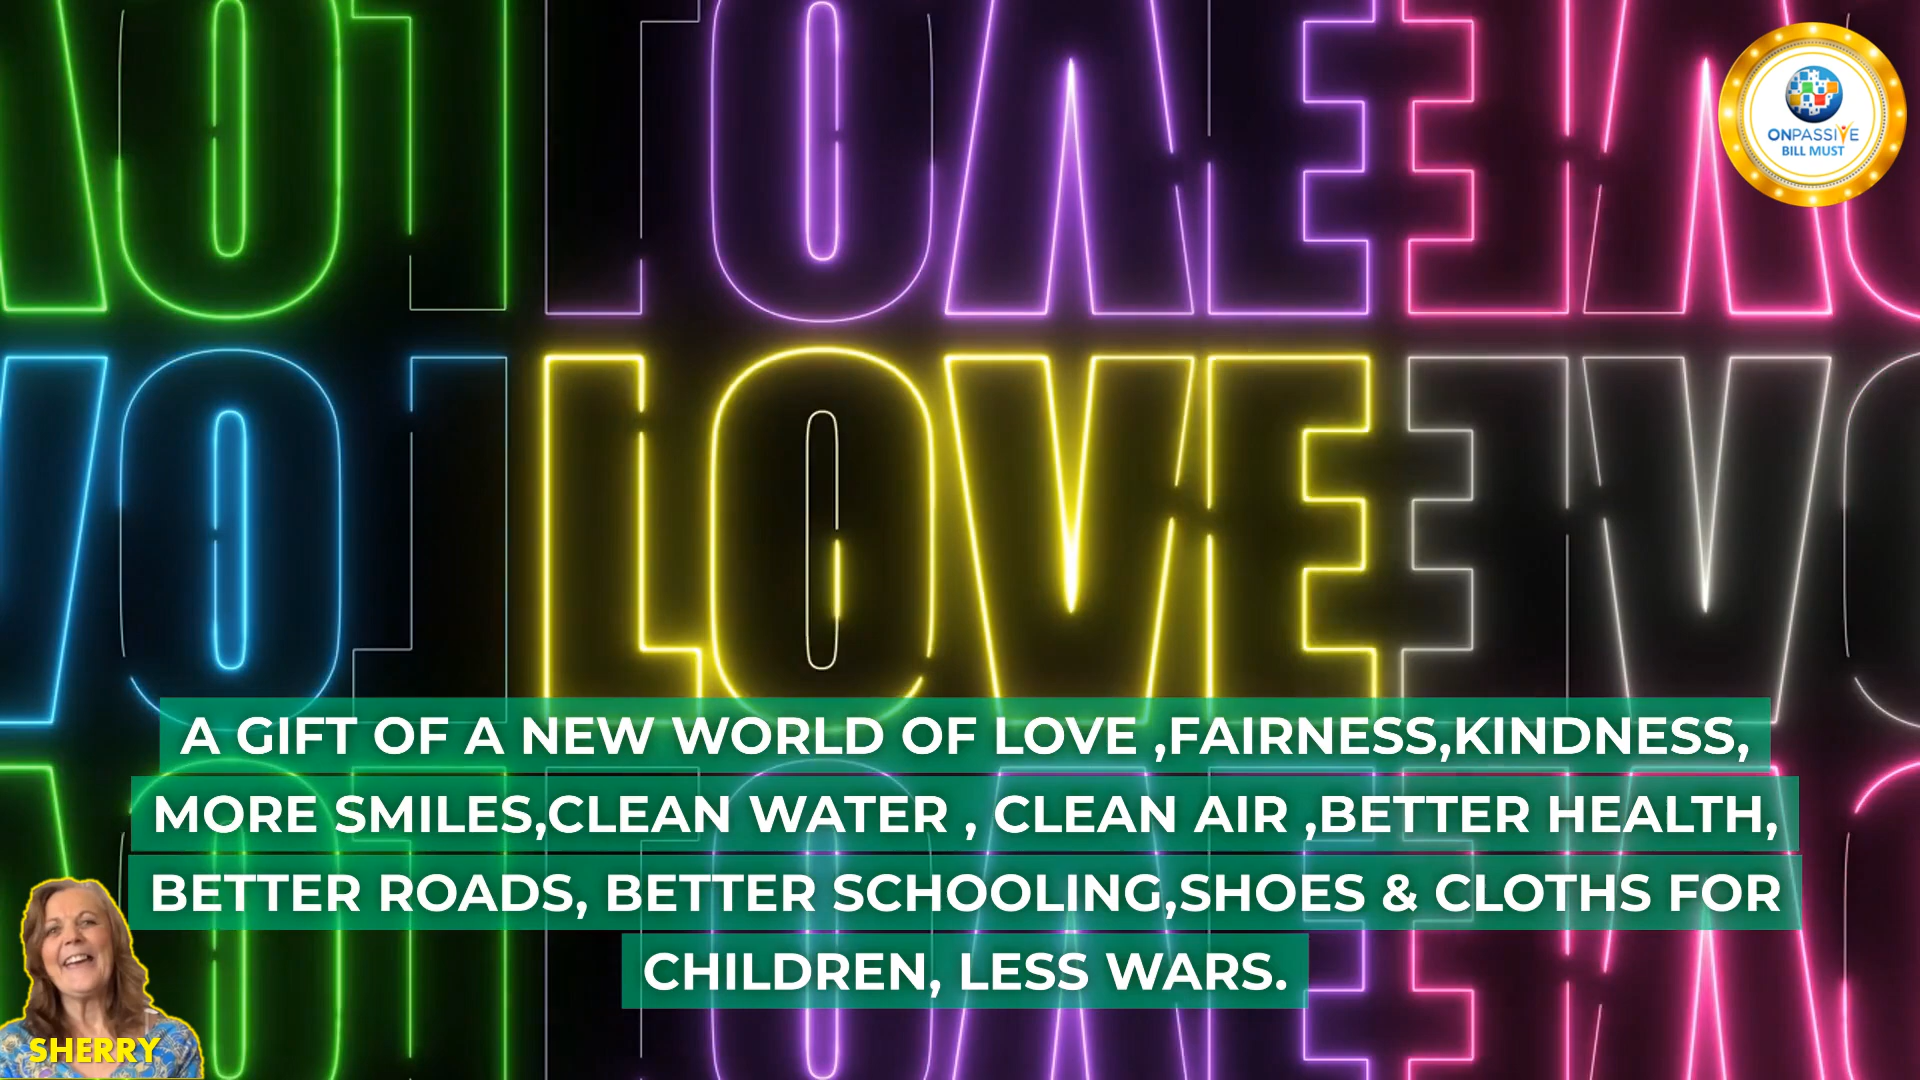 LOVE
ONPASSIVE
BILL MUST
LOVE
A GIFT OF A NEW WORLD OF LOVE ,FAIRNESS,KINDNESS,
MORE SMILES,CLEAN WATER , CLEAN AIR ,BETTER HEALTH,
BETTER ROADS, BETTER SCHOOLING,SHOES & CLOTHS FOR
CHILDREN, LESS WARS.
SHERRY